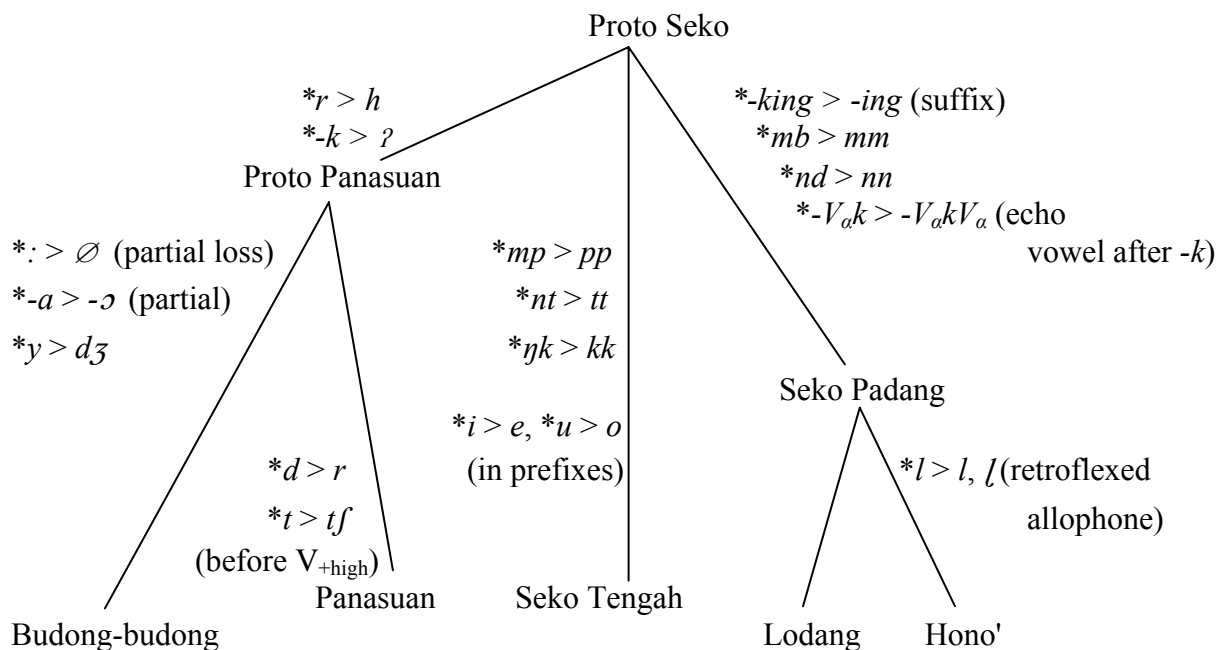 Proto Seko
*r > h
*-k > ʔ
*-king > -ing (suffix)
*mb > mm
*nd > nn
*-Vₐk > -VₐkVₐ (echo
vowel after -k)
Proto Panasuan
*: > ∅ (partial loss)
*-a > -ɔ (partial)
*y > dʒ
*mp > pp
*nt > tt
*ŋk > kk
*i > e, *u > o
(in prefixes)
Seko Padang
*d > r
*t > tʃ
(before V₊high)
*l > l, ɭ (retroflexed
allophone)
Budong-budong
Panasuan
Seko Tengah
Lodang
Hono'